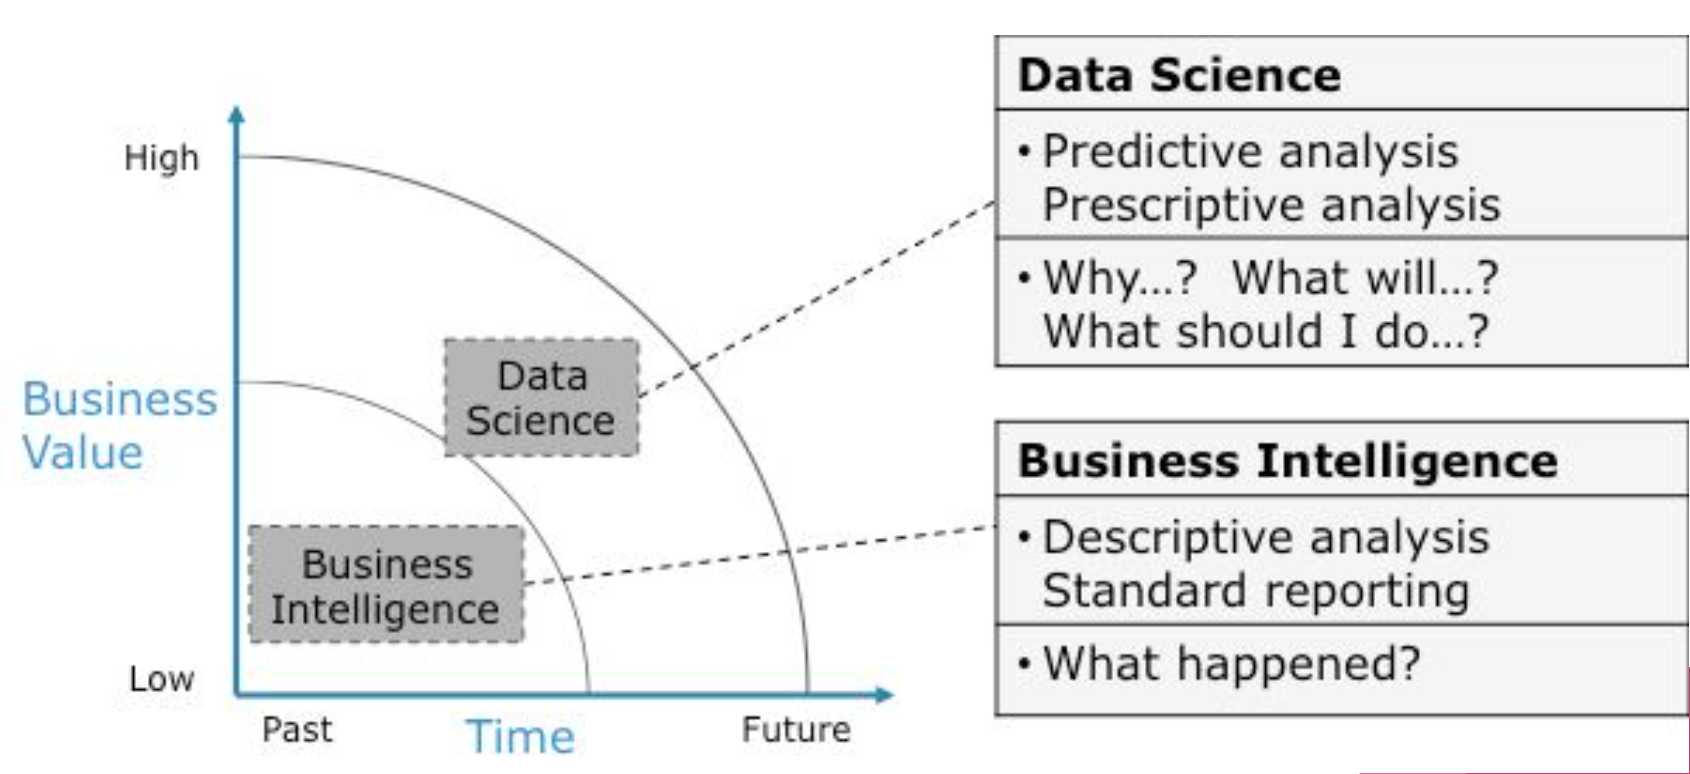 High
Business
Value
Low
Past
Time
Future
Data
Science
Business
Intelligence
Data Science
• Predictive analysis
Prescriptive analysis
• Why...? What will...?
What should I do...?
Business Intelligence
• Descriptive analysis
Standard reporting
• What happened?